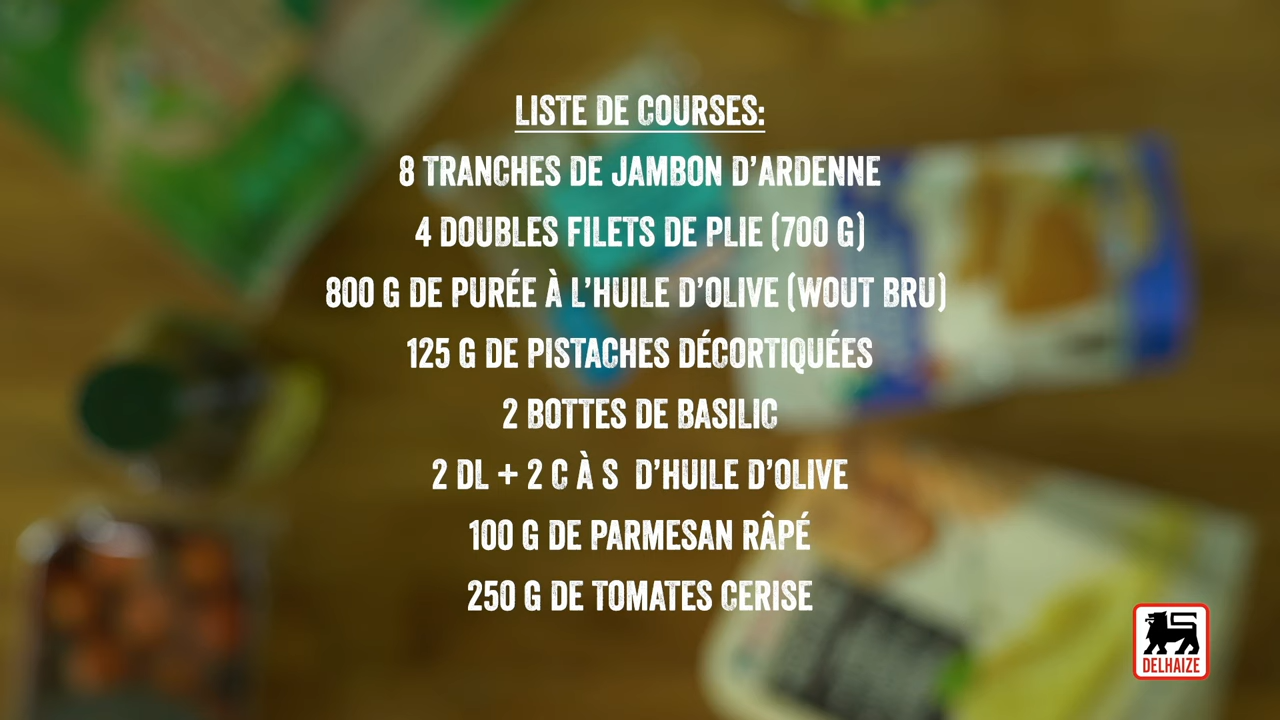 LISTE DE COURSES:
8 TRANCHES DE JAMBON D'ARDENNE
4 DOUBLES FILETS DE PLIE (700 G)
800 G DE PURÉE À L'HUILE D'OLIVE (WOUT BRU)
125 G DE PISTACHES DÉCORTIQUÉES
2 BOTTES DE BASILIC
2 DL + 2 C À S  D'HUILE D'OLIVE
100 G DE PARMESAN RÂPÉ
250 G DE TOMATES CERISE
DELHAIZE